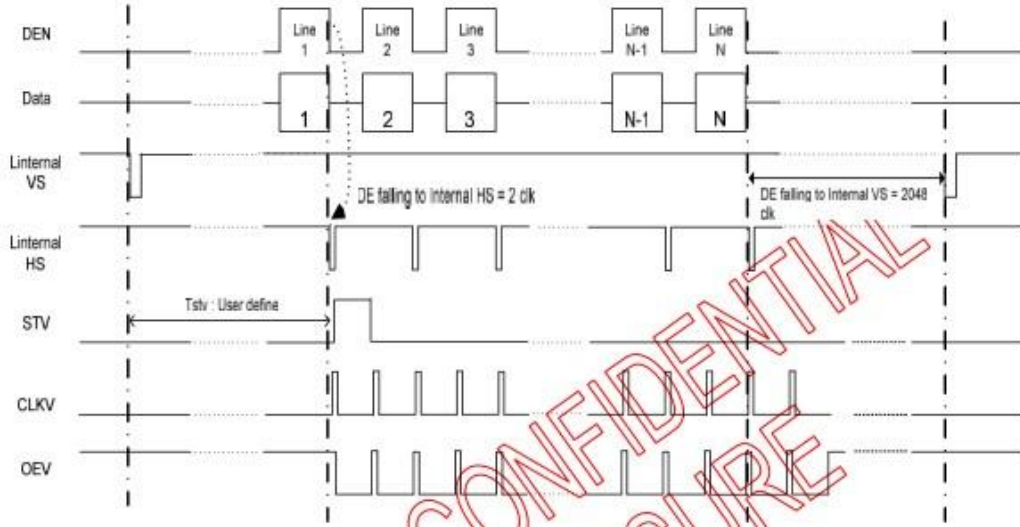 DEN
Line
1
Line
2
Line
3
Line
N-1
Line
N
Data
1
2
3
N-1
N
Linternal
VS
DE falling to Internal HS = 2 clk
DE falling to Internal VS = 2048
clk
Linternal
HS
Tstv : User define
STV
CLKV
OEV
CONFIDENTIAL
SURE